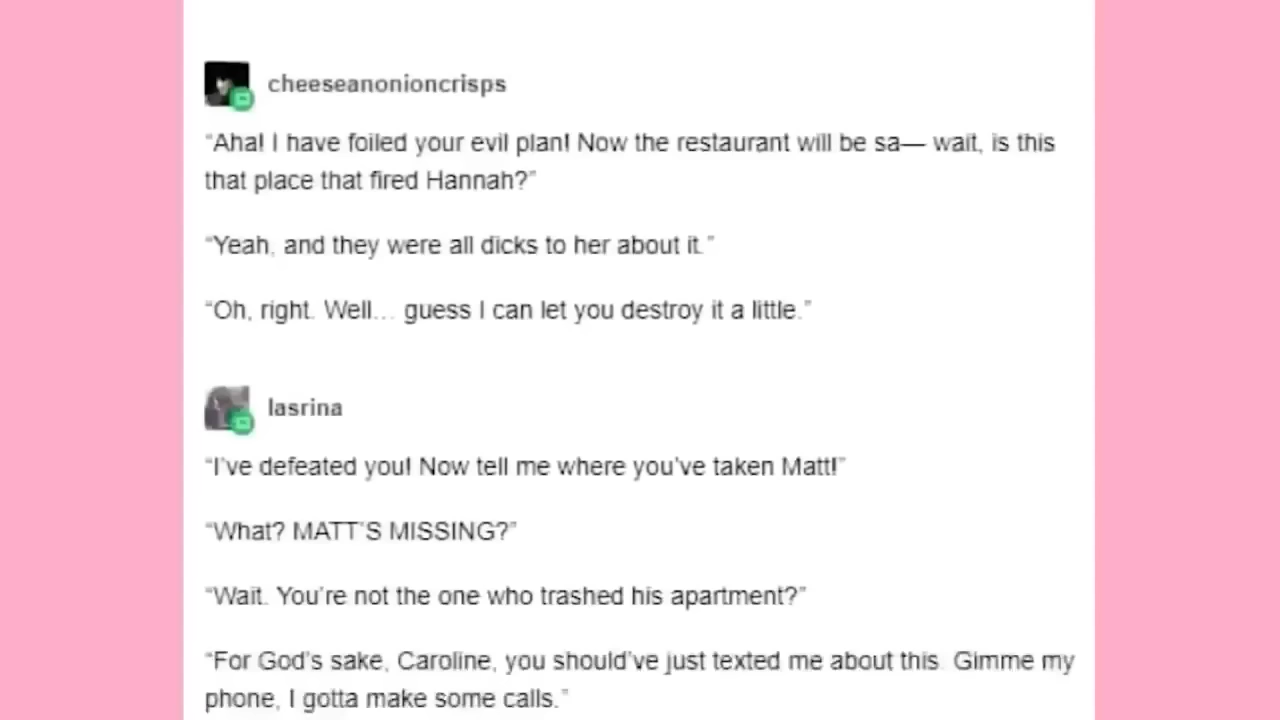 cheeseanonioncrisps
“Aha! I have foiled your evil plan! Now the restaurant will be sa— wait, is this
that place that fired Hannah?”
“Yeah, and they were all dicks to her about it.”
“Oh, right. Well... guess I can let you destroy it a little.”
lasrina
“I’ve defeated you! Now tell me where you’ve taken Matt!”
“What? MATT’S MISSING?”
“Wait. You’re not the one who trashed his apartment?”
“For God’s sake, Caroline, you should’ve just texted me about this. Gimme my
phone, I gotta make some calls.”